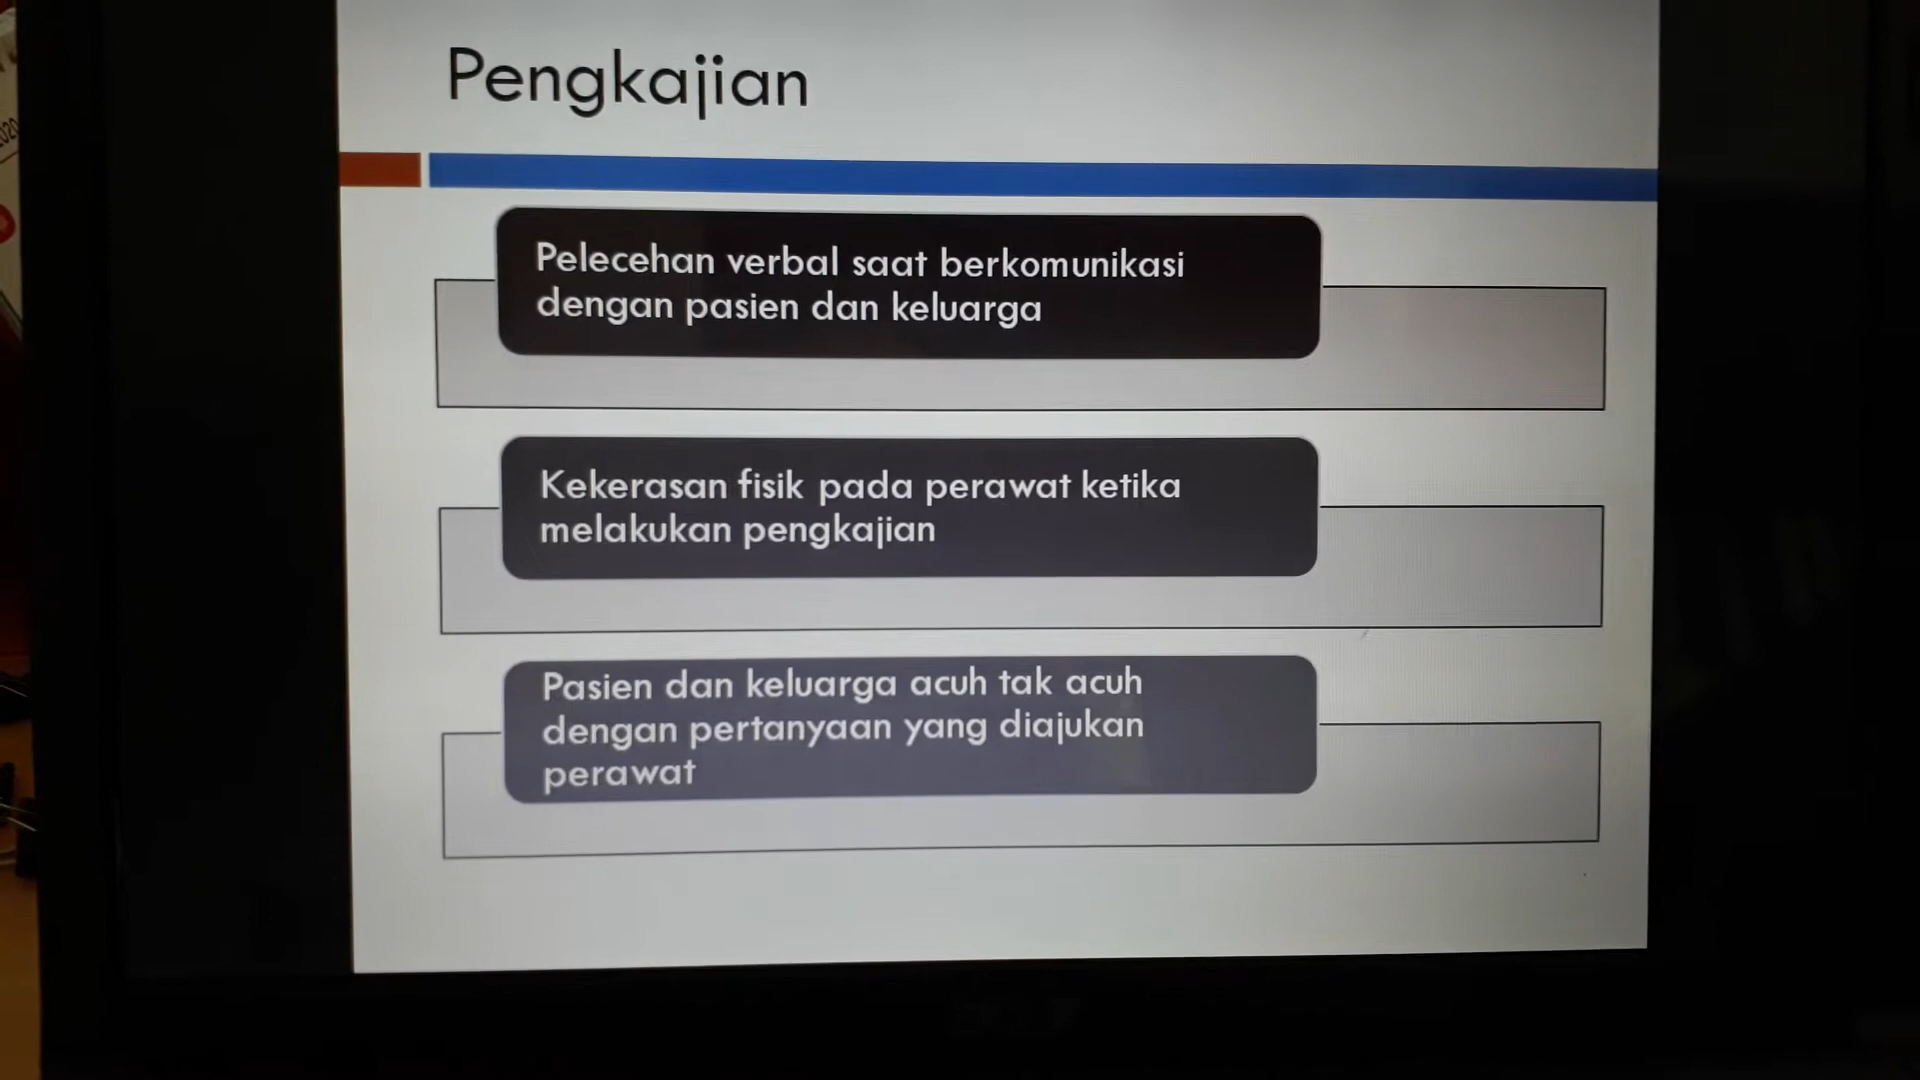 Pengkajian
Pelecehan verbal saat berkomunikasi
dengan pasien dan keluarga
Kekerasan fisik pada perawat ketika
melakukan pengkajian
Pasien dan keluarga acuh tak acuh
dengan pertanyaan yang diajukan
perawat